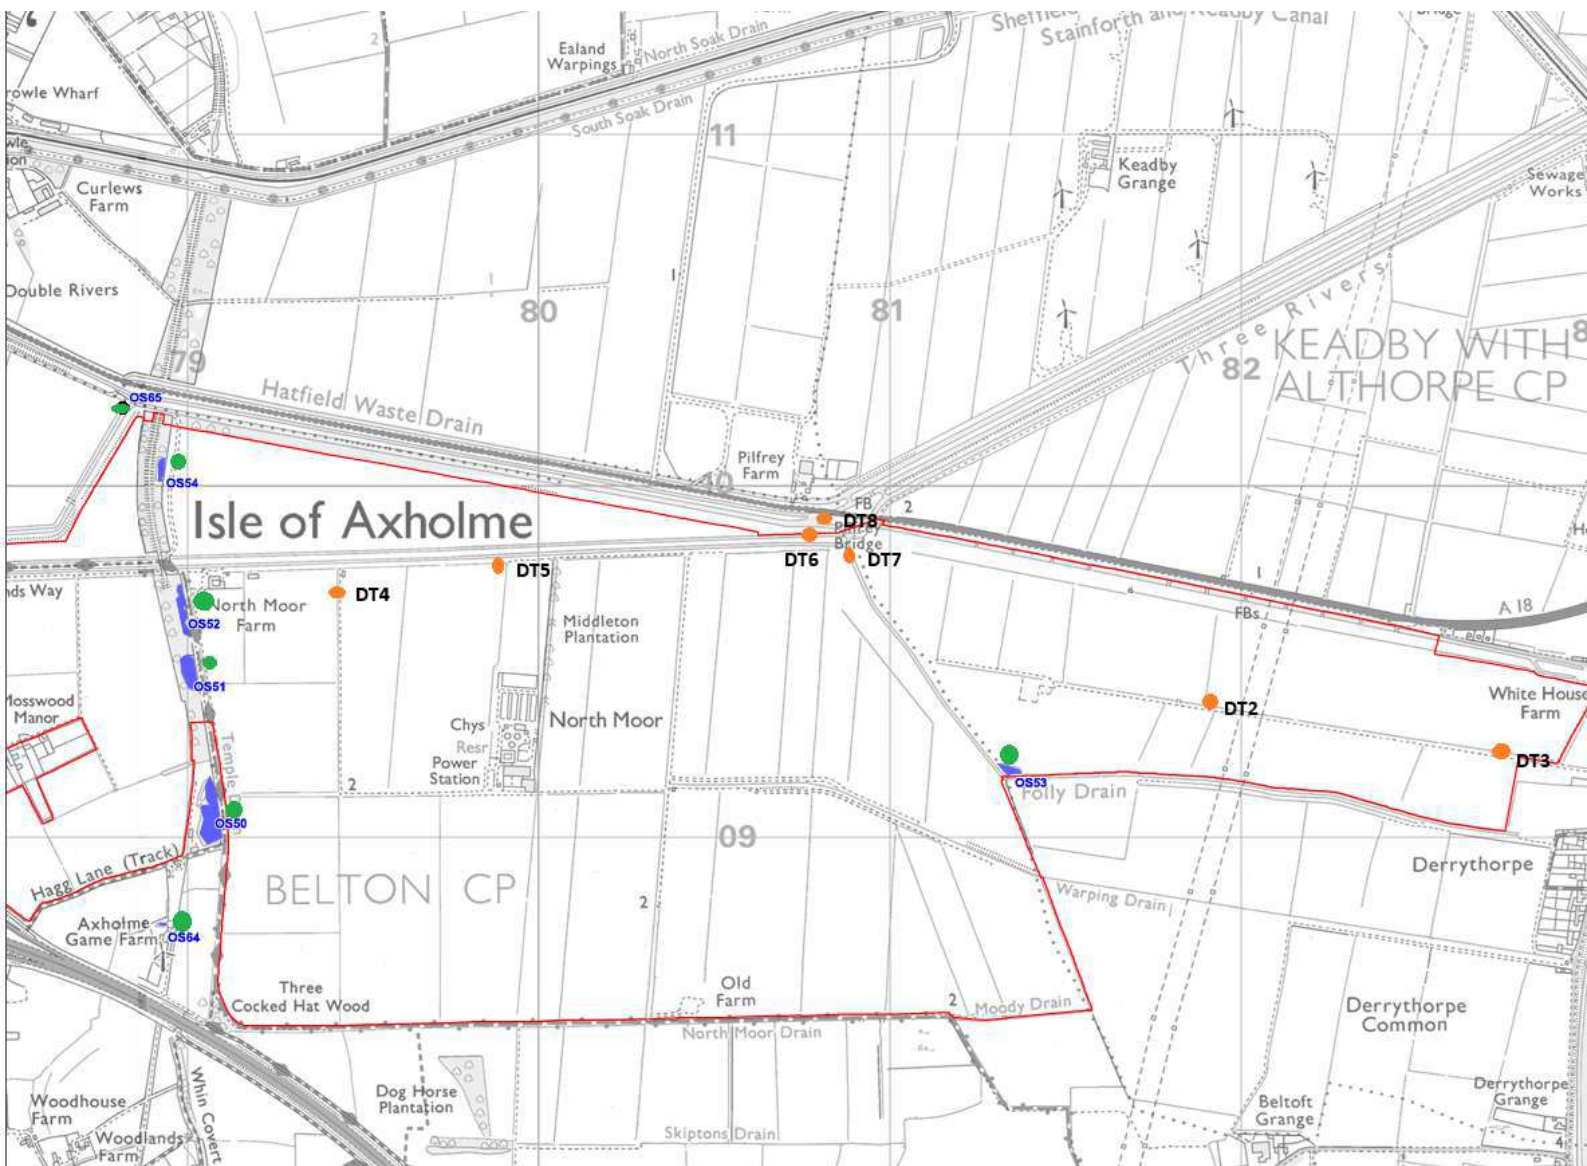 Sheffield
Stainforth and Keadby Canal
2
Ealand
Warpings
North Soak Drain
South Soak Drain
11
Keadby
Grange
Sewage
Works
Curlews
Farm
Double Rivers
1
80
81
79
82
Three Rivers
KEADBY WITH
ALTHORPE CP
OS65
Hatfield Waste Drain
OS54
Pilfrey
Farm
10
FB
2
Isle of Axholme
DT8
Bridge
DT6
DT7
DT5
DT4
1
A 18
FBs
North Moor
Farm
OS52
OS51
Middleton
Plantation
Manor
Chys
Resr
Power
Station
North Moor
DT2
White House
Farm
DT3
2
OS53
Folly Drain
OS50
09
Hagg Lane (Track)
BELTON CP
2
Derrythorpe
Warping Drain
Axholme
Game Farm
OS64
Three
Cocked Hat Wood
Old
Farm
2
Moody Drain
North Moor Drain
Derrythorpe
Common
Dog Horse
Plantation
Whin Covert
Woodhouse
Farm
Woodlands
Farm
Skiptons Drain
Beltoft
Grange
Derrythorpe
Grange
4